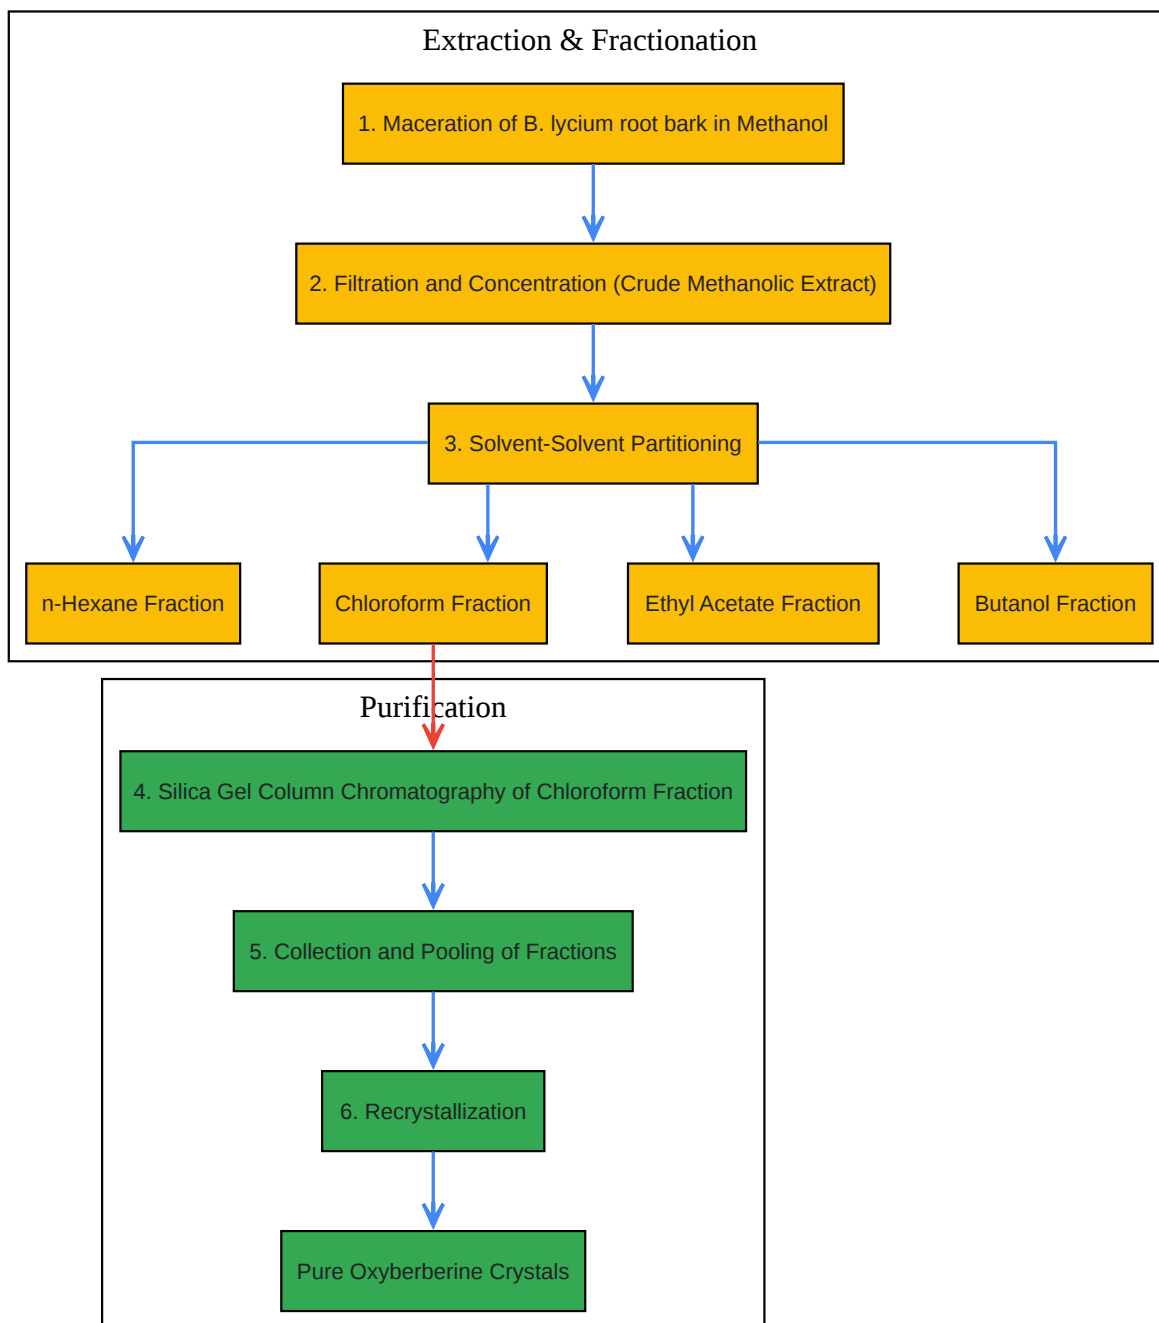 Extraction & Fractionation
1. Maceration of B. lycium root bark in Methanol
2. Filtration and Concentration (Crude Methanolic Extract)
3. Solvent-Solvent Partitioning
n-Hexane Fraction
Chloroform Fraction
Ethyl Acetate Fraction
Butanol Fraction
Purification
4. Silica Gel Column Chromatography of Chloroform Fraction
5. Collection and Pooling of Fractions
6. Recrystallization
Pure Oxyberberine Crystals